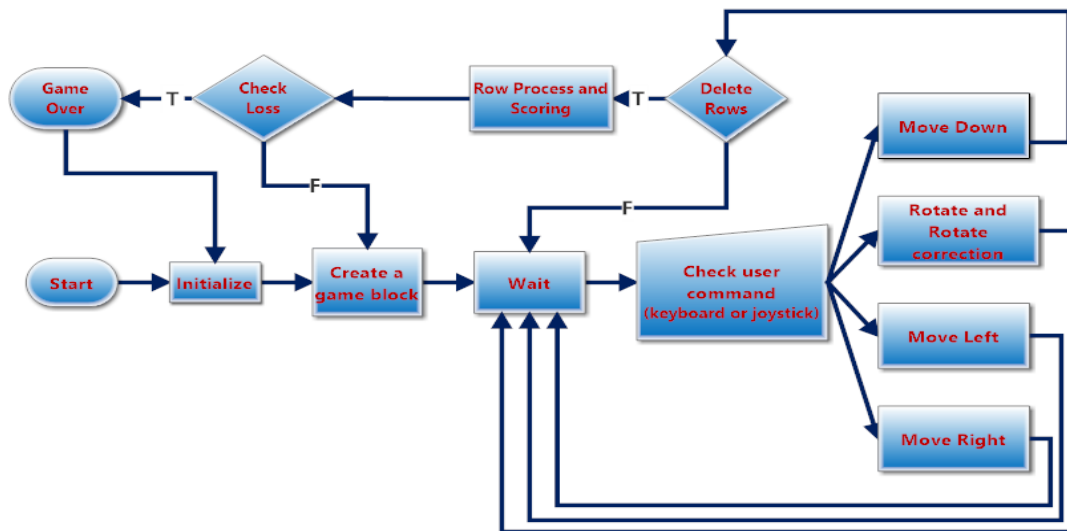 Game
Over
T
Check
Loss
Row Process and
Scoring
T
Delete
Rows
Move Down
F
F
Rotate and
Rotate
correction
Start
Initialize
Create a
game block
Wait
Check user
command
(keyboard or joystick)
Move Left
Move Right